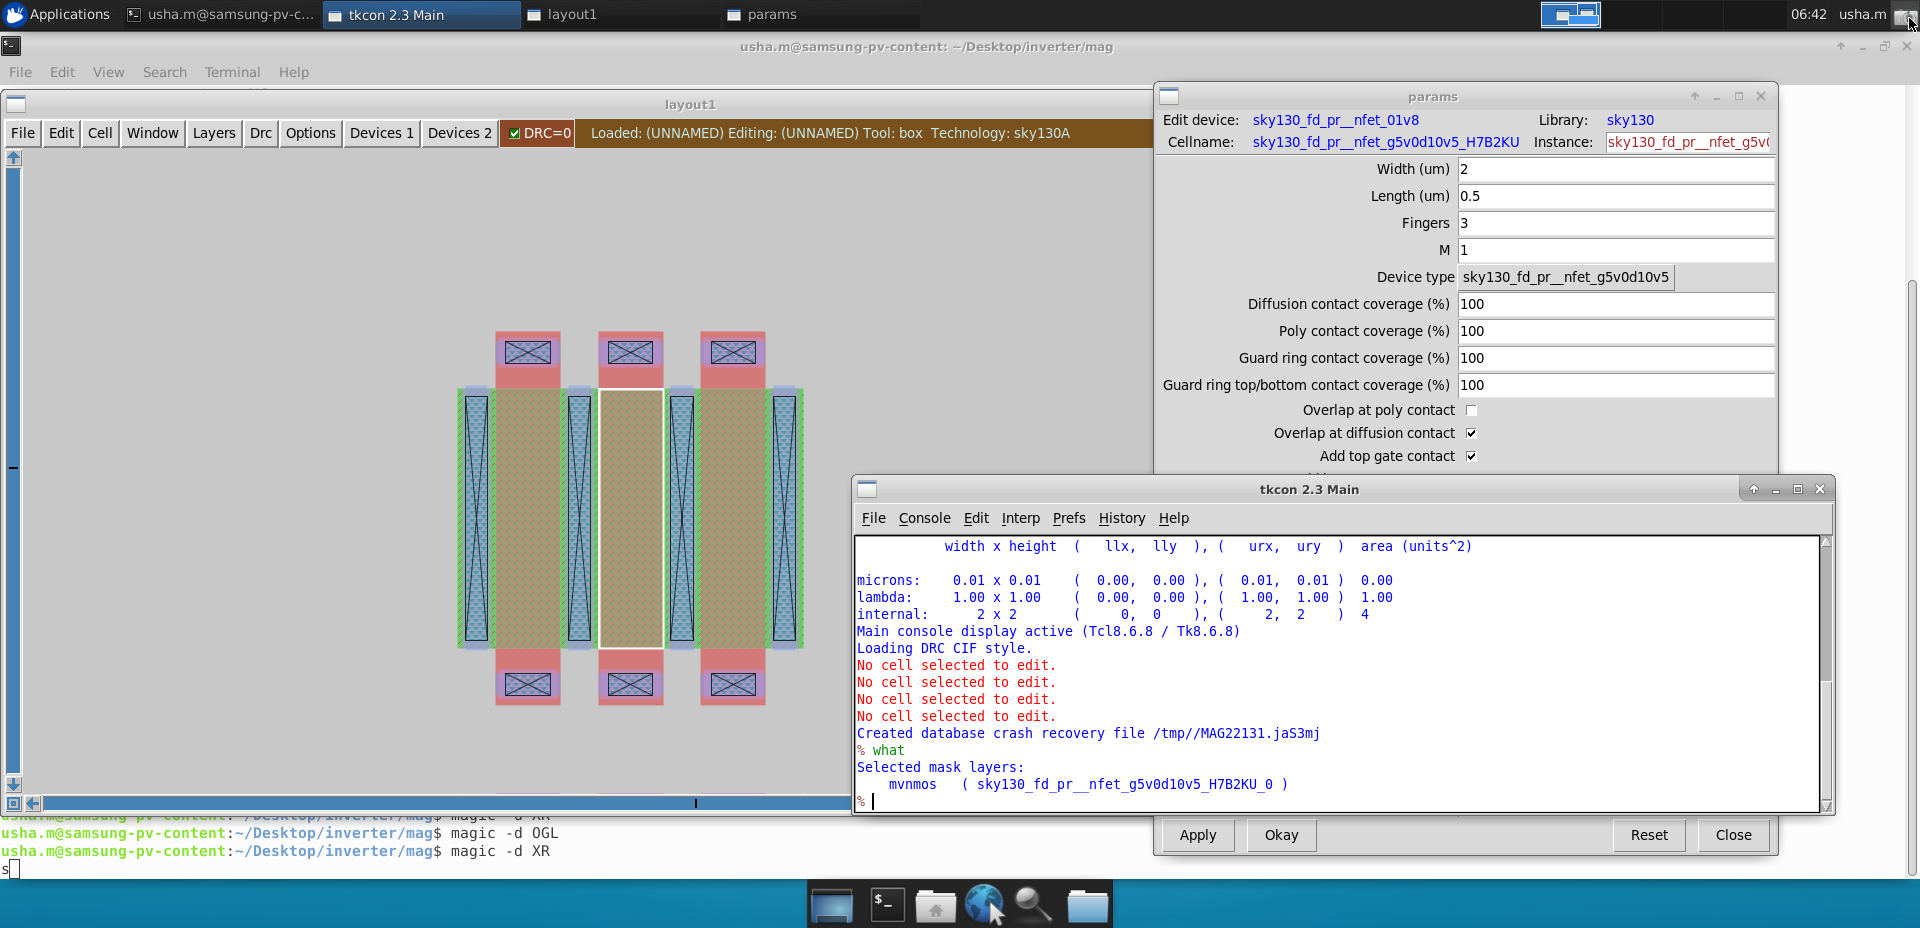 Applications
usha.m@samsung-pv-c...
tkcon 2.3 Main
layout1
params
06:42
usha.m
usha.m@samsung-pv-content: ~/Desktop/inverter/mag
File Edit View Search Terminal Help
layout1
File Edit Cell Window Layers Drc Options Devices 1 Devices 2 DRC=0 Loaded: (UNNAMED) Editing: (UNNAMED) Tool: box Technology: sky130A
params
Edit device: sky130_fd_pr__nfet_01v8 Library: sky130
Cellname: sky130_fd_pr__nfet_g5v0d10v5_H7B2KU Instance: sky130_fd_pr__nfet_g5v0
Width (um) 2
Length (um) 0.5
Fingers 3
M 1
Device type sky130_fd_pr__nfet_g5v0d10v5
Diffusion contact coverage (%) 100
Poly contact coverage (%) 100
Guard ring contact coverage (%) 100
Guard ring top/bottom contact coverage (%) 100
Overlap at poly contact
Overlap at diffusion contact
Add top gate contact
tkcon 2.3 Main
File Console Edit Interp Prefs History Help
width x height ( llx, lly ), ( urx, ury ) area (units^2)
microns: 0.01 x 0.01 ( 0.00, 0.00 ), ( 0.01, 0.01 ) 0.00
lambda: 1.00 x 1.00 ( 0.00, 0.00 ), ( 1.00, 1.00 ) 1.00
internal: 2 x 2 ( 0, 0 ), ( 2, 2 ) 4
Main console display active (Tcl8.6.8 / Tk8.6.8)
Loading DRC CIF style.
No cell selected to edit.
No cell selected to edit.
No cell selected to edit.
No cell selected to edit.
Created database crash recovery file /tmp//MAG22131.jaS3mj
% what
Selected mask layers:
mvnmos ( sky130_fd_pr__nfet_g5v0d10v5_H7B2KU_0 )
%
Apply Okay Reset Close
usha.m@samsung-pv-content:~/Desktop/inverter/mag$ magic -d XR
usha.m@samsung-pv-content:~/Desktop/inverter/mag$ magic -d OGL
usha.m@samsung-pv-content:~/Desktop/inverter/mag$ magic -d XR
s